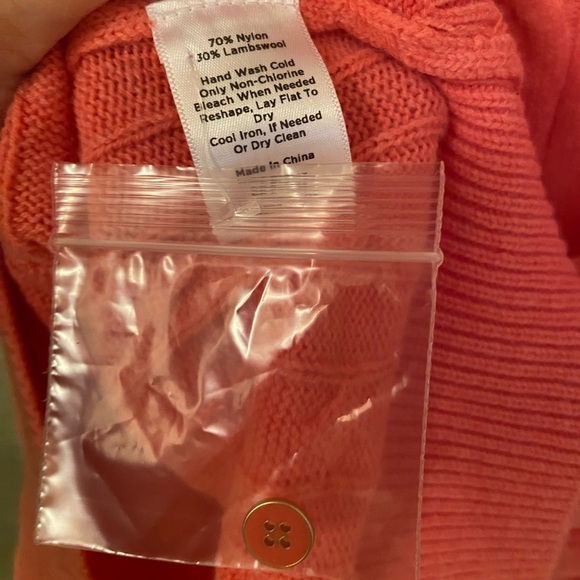 70% Nylon
30% Lambswool
Hand Wash Cold
Only Non-Chlorine
Bleach When Needed
Reshape, Lay Flat To
Dry
Cool Iron, If Needed
Or Dry Clean
Made in China